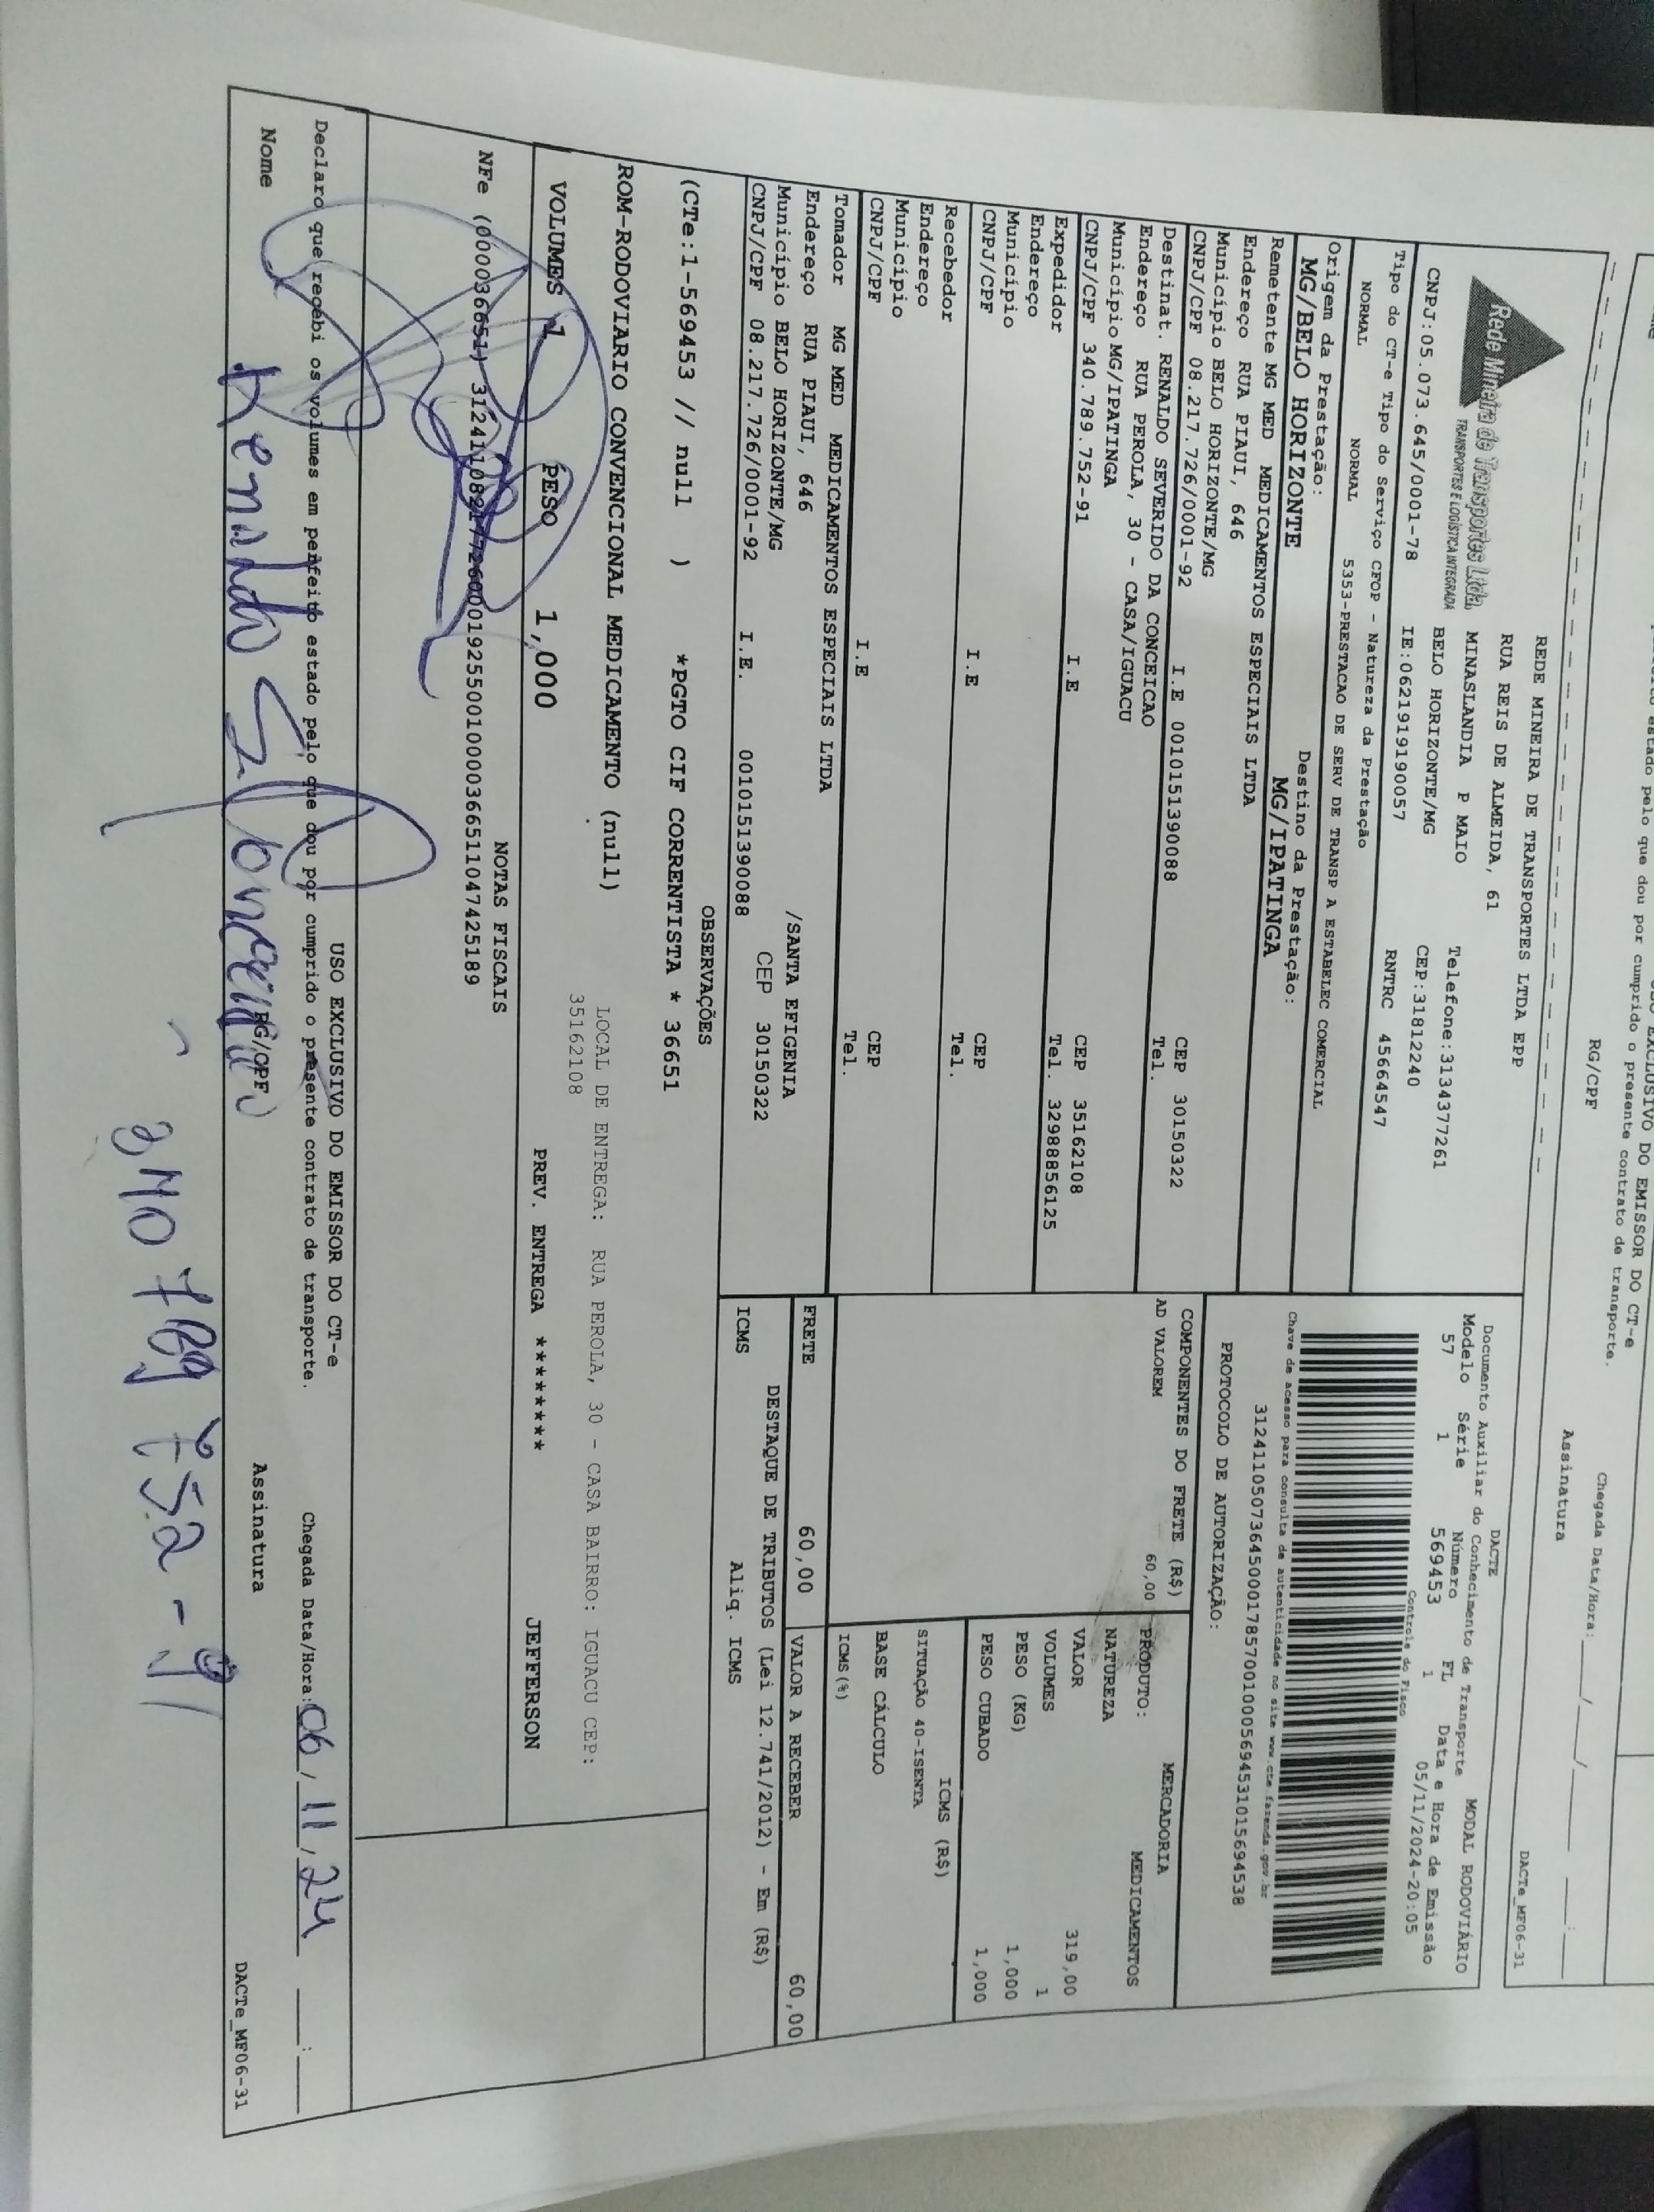 USO EXCLUSIVO DO EMISSOR DO CT-e
estado pelo que dou por cumprido o presente contrato de transporte.
Chegada Data/Hora:___/___/___ ___:___
RG/CPF
Assinatura
DACTe_MF06-31
Rede Mineira de Transportes Ltda.
TRANSPORTES E LOGÍSTICA INTEGRADA
REDE MINEIRA DE TRANSPORTES LTDA EPP
RUA REIS DE ALMEIDA, 61
MINASLANDIA P MAIO
Telefone:3134377261
BELO HORIZONTE/MG
CEP:31812240
CNPJ:05.073.645/0001-78
IE:0621919190057
RNTRC 45664547
DACTE
Documento Auxiliar do Conhecimento de Transporte
MODAL RODOVIÁRIO
Modelo Série Número FL Data e Hora de Emissão
57 1 569453 1 05/11/2024-20:05
Controle do Fisco
Chave de acesso para consulta de autenticidade no site www.cte.fazenda.gov.br
31241105073645000178570010005694531015694538
PROTOCOLO DE AUTORIZAÇÃO:
Tipo do CT-e Tipo do Serviço CFOP - Natureza da Prestação
NORMAL NORMAL 5353-PRESTACAO DE SERV DE TRANSP A ESTABELEC COMERCIAL
Origem da Prestação: Destino da Prestação:
MG/BELO HORIZONTE MG/IPATINGA
Remetente MG MED MEDICAMENTOS ESPECIAIS LTDA
Endereço RUA PIAUI, 646
Município BELO HORIZONTE/MG CEP 30150322
CNPJ/CPF 08.217.726/0001-92 I.E 0010151390088 Tel.
Destinat. RENALDO SEVERIDO DA CONCEICAO
Endereço RUA PEROLA, 30 - CASA/IGUACU
Município MG/IPATINGA CEP 35162108
CNPJ/CPF 340.789.752-91 I.E Tel. 32988856125
Expedidor
Endereço
Município CEP
CNPJ/CPF I.E Tel.
Recebedor
Endereço
Município CEP
CNPJ/CPF I.E Tel.
Tomador MG MED MEDICAMENTOS ESPECIAIS LTDA
Endereço RUA PIAUI, 646 /SANTA EFIGENIA
Município BELO HORIZONTE/MG CEP 30150322
CNPJ/CPF 08.217.726/0001-92 I.E. 0010151390088
COMPONENTES DO FRETE (R$)
AD VALOREM 60,00
MERCADORIA
PRODUTO: MEDICAMENTOS
NATUREZA
VALOR 319,00
VOLUMES 1
PESO (KG) 1,000
PESO CUBADO 1,000
ICMS (R$)
SITUAÇÃO 40-ISENTA
BASE CÁLCULO
ICMS(%)
FRETE 60,00 VALOR A RECEBER 60,00
DESTAQUE DE TRIBUTOS (Lei 12.741/2012) - Em (R$)
ICMS Aliq. ICMS
OBSERVAÇÕES
(CTe:1-569453 // null ) *PGTO CIF CORRENTISTA * 36651
ROM-RODOVIARIO CONVENCIONAL MEDICAMENTO (null)
LOCAL DE ENTREGA: RUA PEROLA, 30 - CASA BAIRRO: IGUACU CEP:
35162108
VOLUMES 1 PESO 1,000 PREV. ENTREGA ******** JEFFERSON
NOTAS FISCAIS
NFe (000036651) 31241108217726000192550010000366511047425189
USO EXCLUSIVO DO EMISSOR DO CT-e
Declaro que recebi os volumes em perfeito estado pelo que dou por cumprido o presente contrato de transporte.
Chegada Data/Hora:06/11/24 ___:___
Nome RG/CPF Assinatura
DACTe_MF06-31